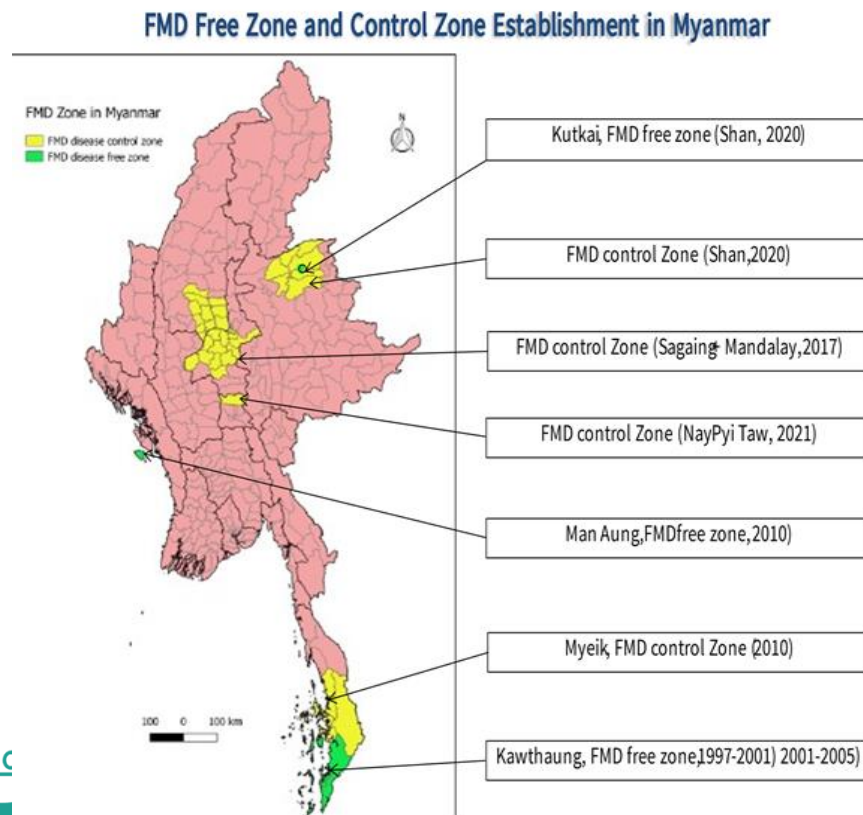 FMD Free Zone and Control Zone Establishment in Myanmar
FMD Zone in Myanmar
FMD disease control zone
FMD disease free zone
N
Kutkai, FMD free zone (Shan, 2020)
FMD control Zone (Shan,2020)
FMD control Zone (Sagaing+ Mandalay,2017)
FMD control Zone (NayPyi Taw, 2021)
Man Aung,FMDfree zone,2010)
Myeik, FMD control Zone (2010)
Kawthaung, FMD free zone,1997-2001) 2001-2005)
100 0 100 km